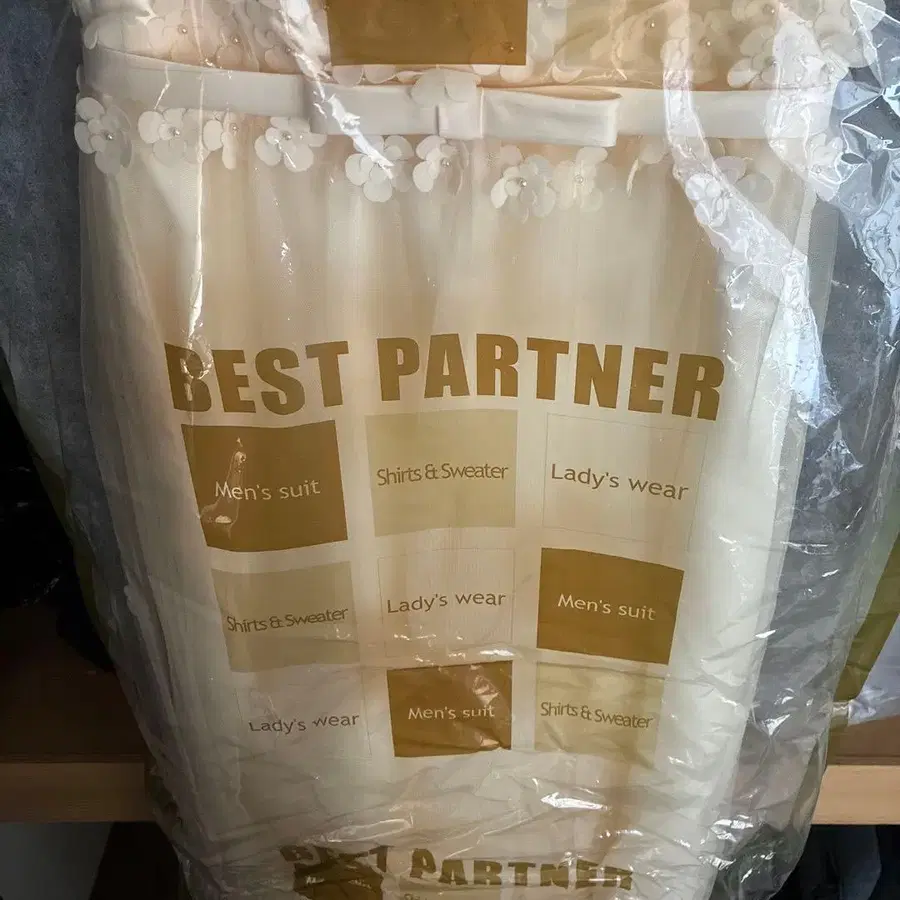 BEST PARTNER
Men's suit Shirts & Sweater Lady's wear
Shirts & Sweater Lady's wear Men's suit
Lady's wear Men's suit Shirts & Sweater
BEST PARTNER